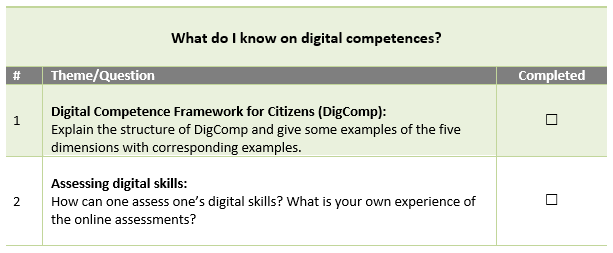 What do I know on digital competences?
# Theme/Question Completed
1 Digital Competence Framework for Citizens (DigComp): ☐
Explain the structure of DigComp and give some examples of the five
dimensions with corresponding examples.
2 Assessing digital skills: ☐
How can one assess one's digital skills? What is your own experience of
the online assessments?